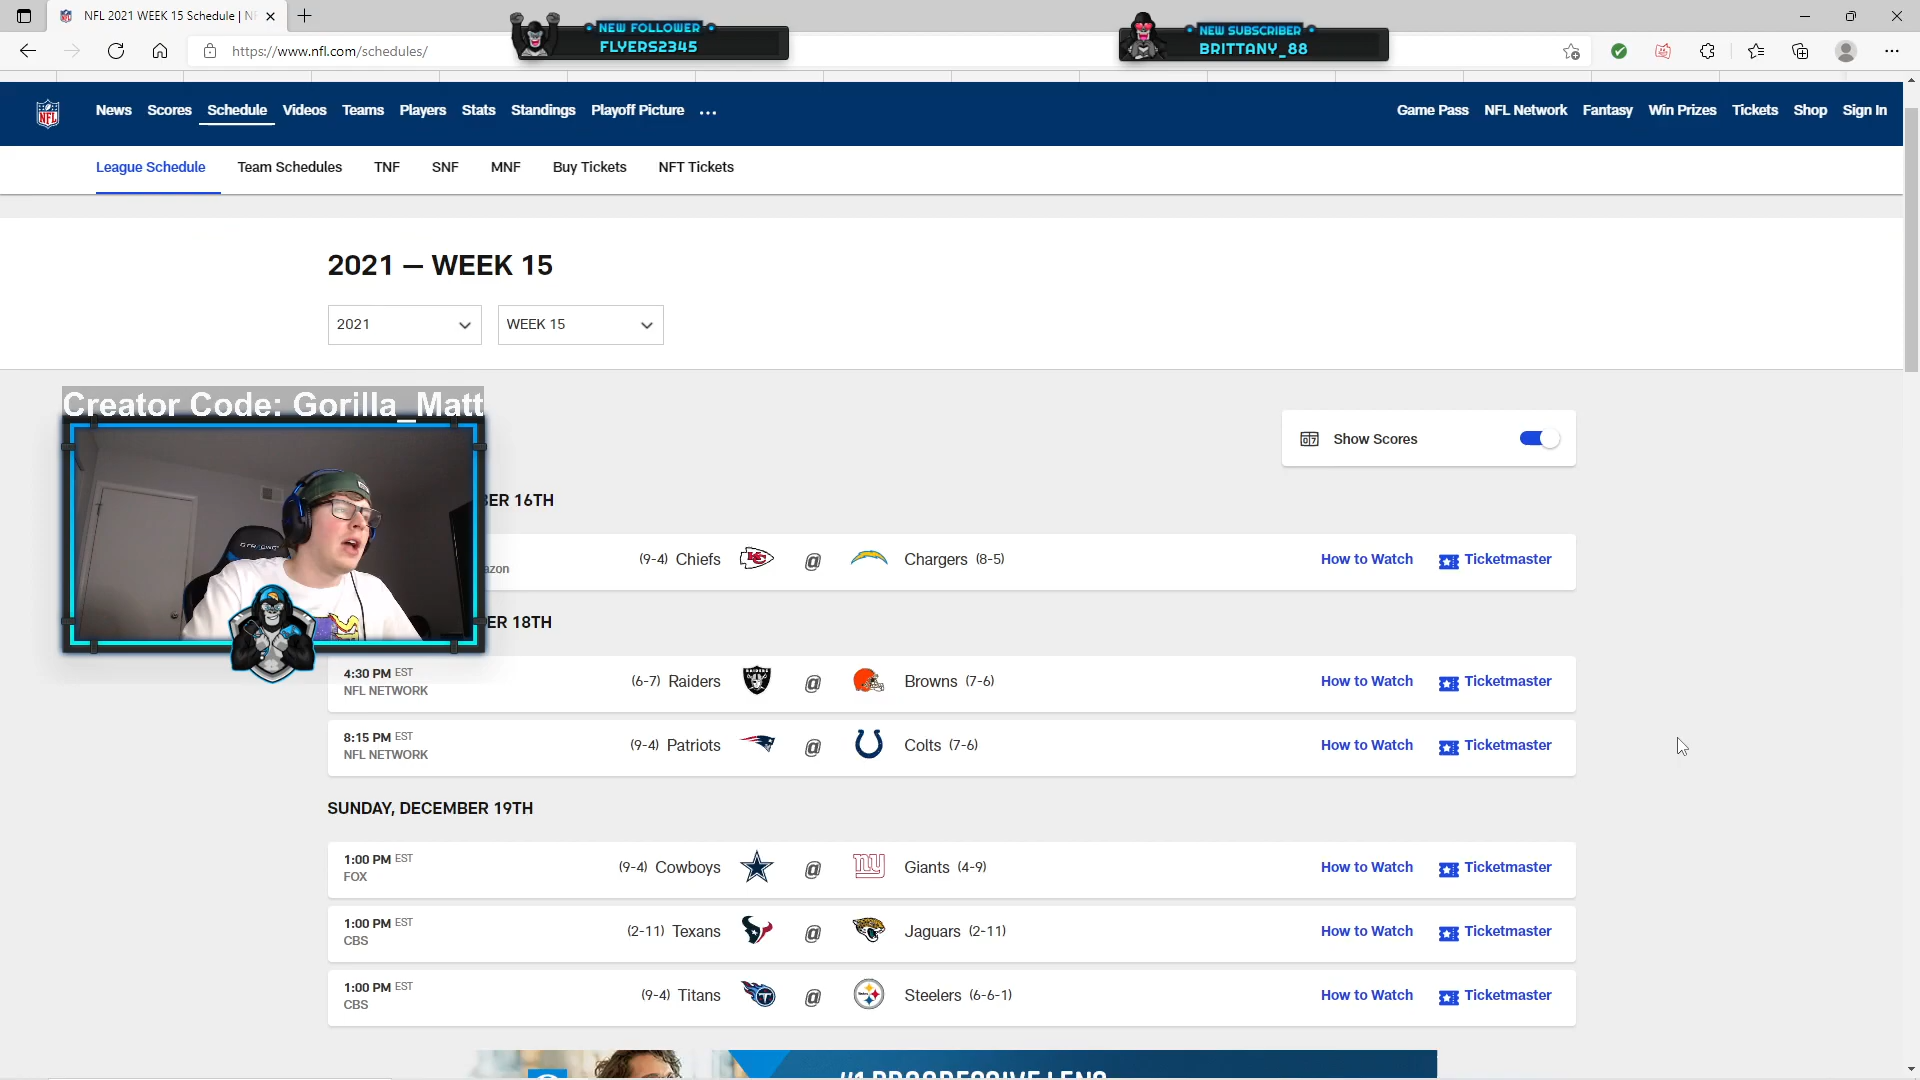 NFL 2021 WEEK 15 Schedule | NF
NEW FOLLOWER
FLYERS2345
NEW SUBSCRIBER
BRITTANY_88
https://www.nfl.com/schedules/
NFL
News Scores Schedule Videos Teams Players Stats Standings Playoff Picture ...
Game Pass NFL Network Fantasy Win Prizes Tickets Shop Sign In
League Schedule Team Schedules TNF SNF MNF Buy Tickets NFT Tickets
2021 — WEEK 15
2021 WEEK 15
Creator Code: Gorilla_Matt
Show Scores
BER 16TH
(9-4) Chiefs @ Chargers (8-5) How to Watch Ticketmaster
azon
ER 18TH
4:30 PM EST
NFL NETWORK
(6-7) Raiders @ Browns (7-6) How to Watch Ticketmaster
8:15 PM EST
NFL NETWORK
(9-4) Patriots @ Colts (7-6) How to Watch Ticketmaster
SUNDAY, DECEMBER 19TH
1:00 PM EST
FOX
(9-4) Cowboys @ Giants (4-9) How to Watch Ticketmaster
1:00 PM EST
CBS
(2-11) Texans @ Jaguars (2-11) How to Watch Ticketmaster
1:00 PM EST
CBS
(9-4) Titans @ Steelers (6-6-1) How to Watch Ticketmaster
#1 PROGRESSIVE LENS